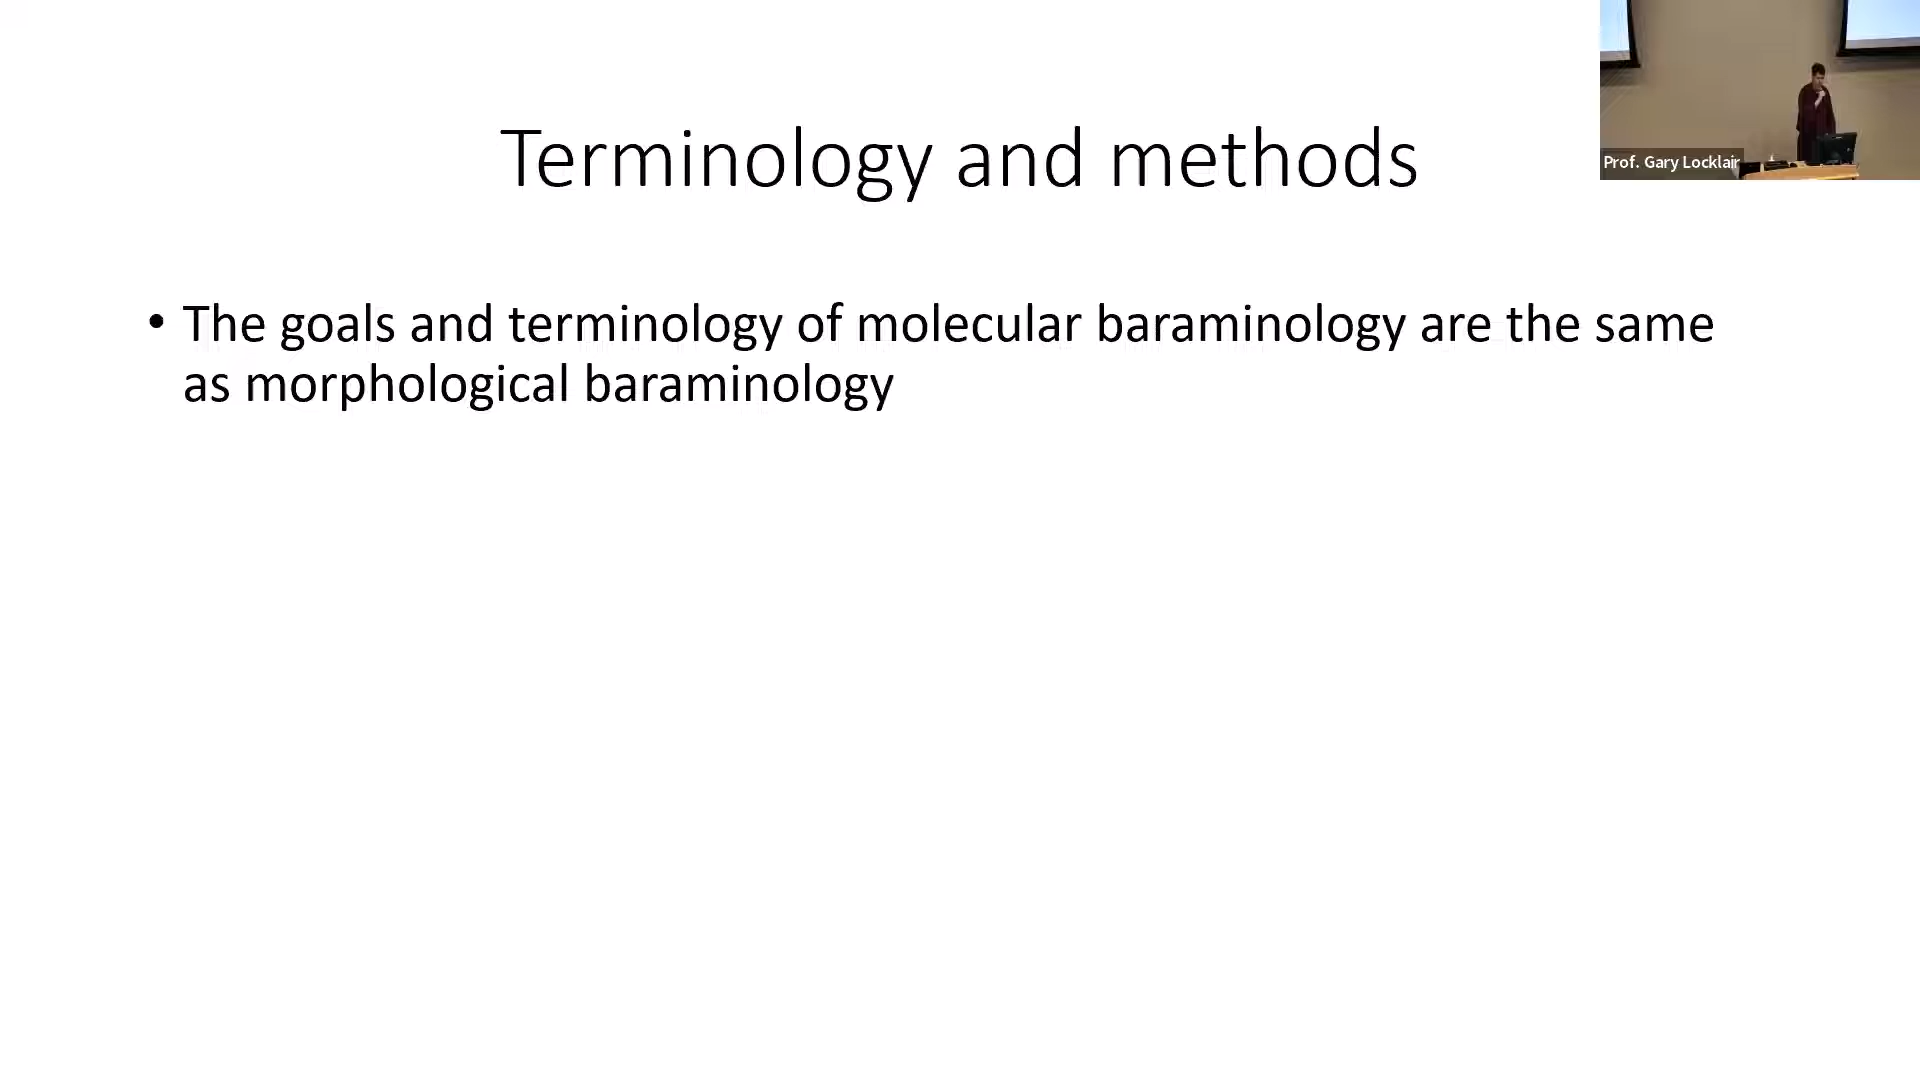 Terminology and methods
Prof. Gary Locklair
• The goals and terminology of molecular baraminology are the same
as morphological baraminology